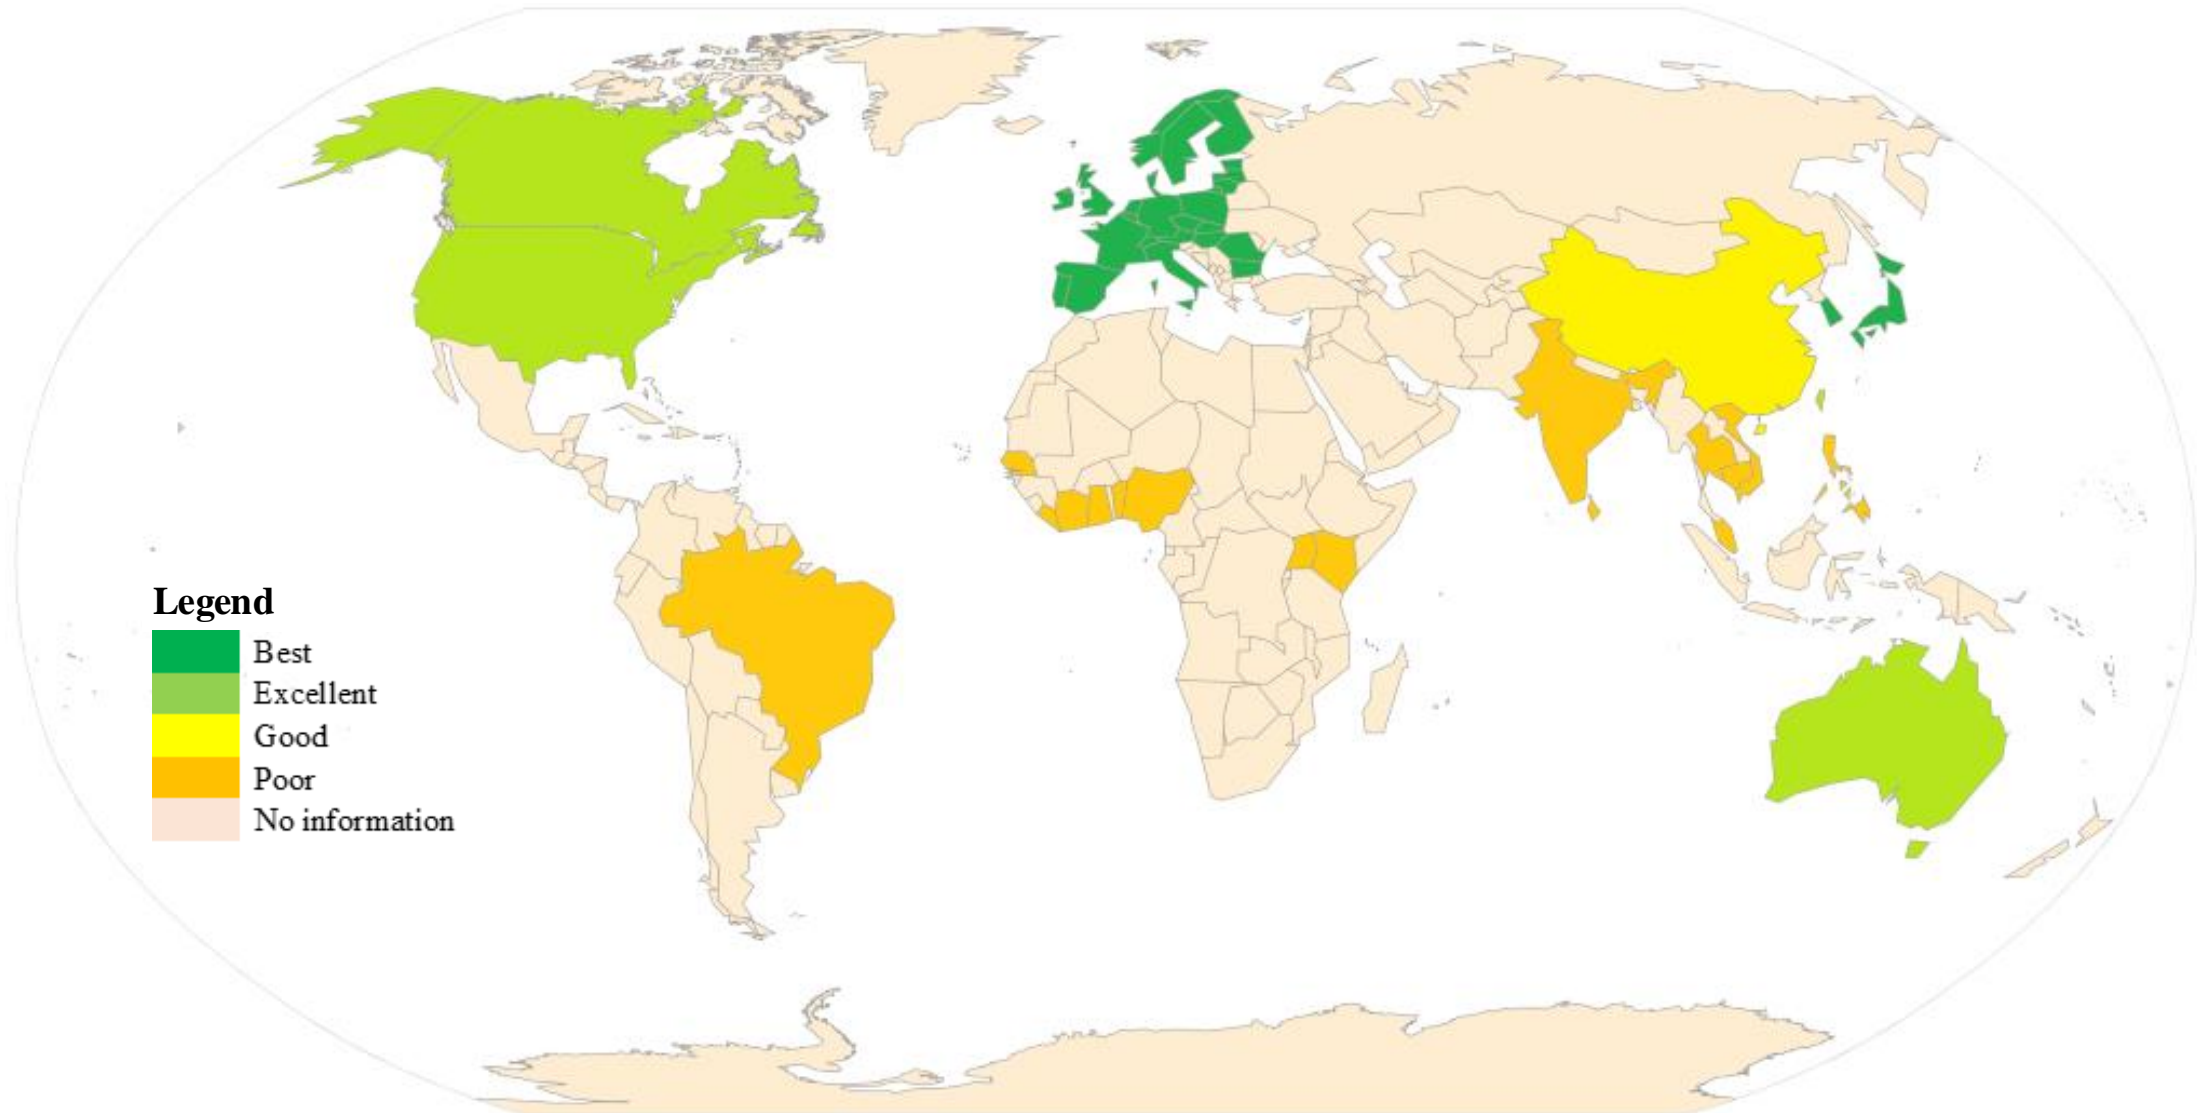 Legend
Best
Excellent
Good
Poor
No information